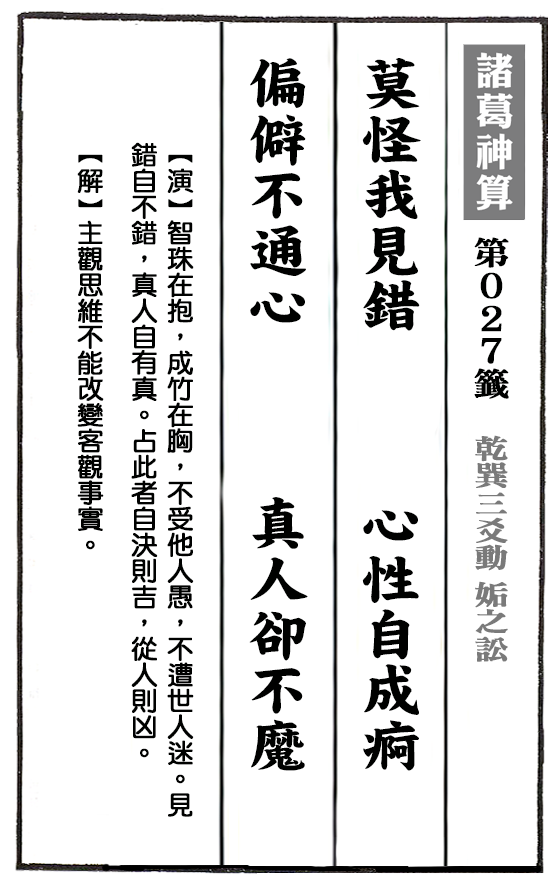 諸葛神算 第027籤 乾巽三爻動 姤之訟
莫怪我見錯 心性自成痾
偏僻不通心 真人卻不魔
【演】智珠在抱，成竹在胸，不受他人愚，不遭世人迷。見
錯自不錯，真人自有真。占此者自決則吉，從人則凶。
【解】主觀思維不能改變客觀事實。